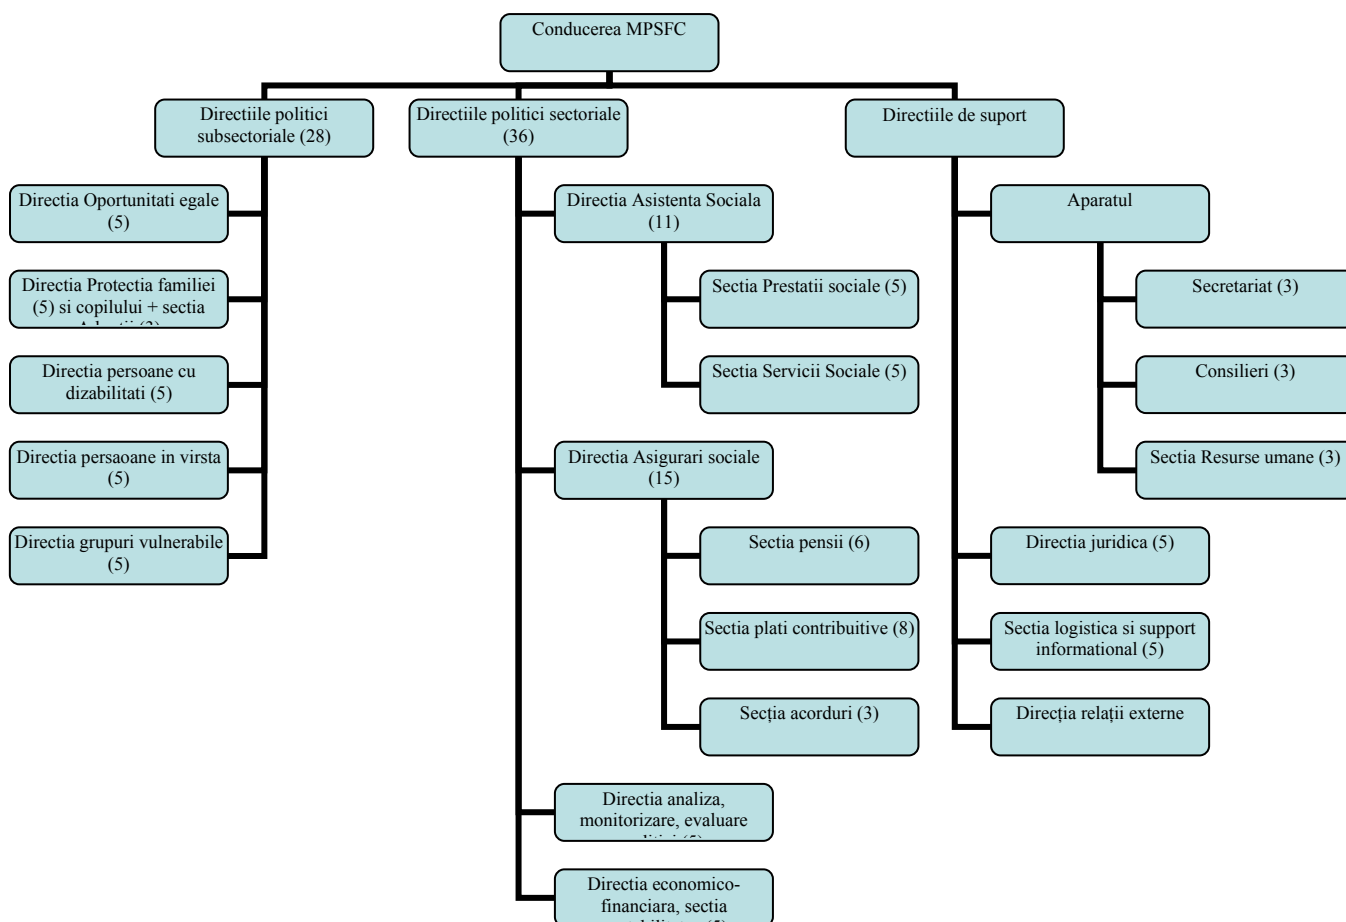 Conducerea MPSFC
Directiile politici
subsectoriale (28)
Directiile politici sectoriale
(36)
Directiile de suport
Directia Oportunitati egale
(5)
Directia Protectia familiei
(5) si copilului + sectia
Directia persoane cu
dizabilitati (5)
Directia persaoane in virsta
(5)
Directia grupuri vulnerabile
(5)
Directia Asistenta Sociala
(11)
Sectia Prestatii sociale (5)
Sectia Servicii Sociale (5)
Directia Asigurari sociale
(15)
Sectia pensii (6)
Sectia plati contribuitive (8)
Secția acorduri (3)
Directia analiza,
monitorizare, evaluare
Directia economico-
financiara, sectia
Aparatul
Secretariat (3)
Consilieri (3)
Sectia Resurse umane (3)
Directia juridica (5)
Sectia logistica si support
informational (5)
Direcția relații externe